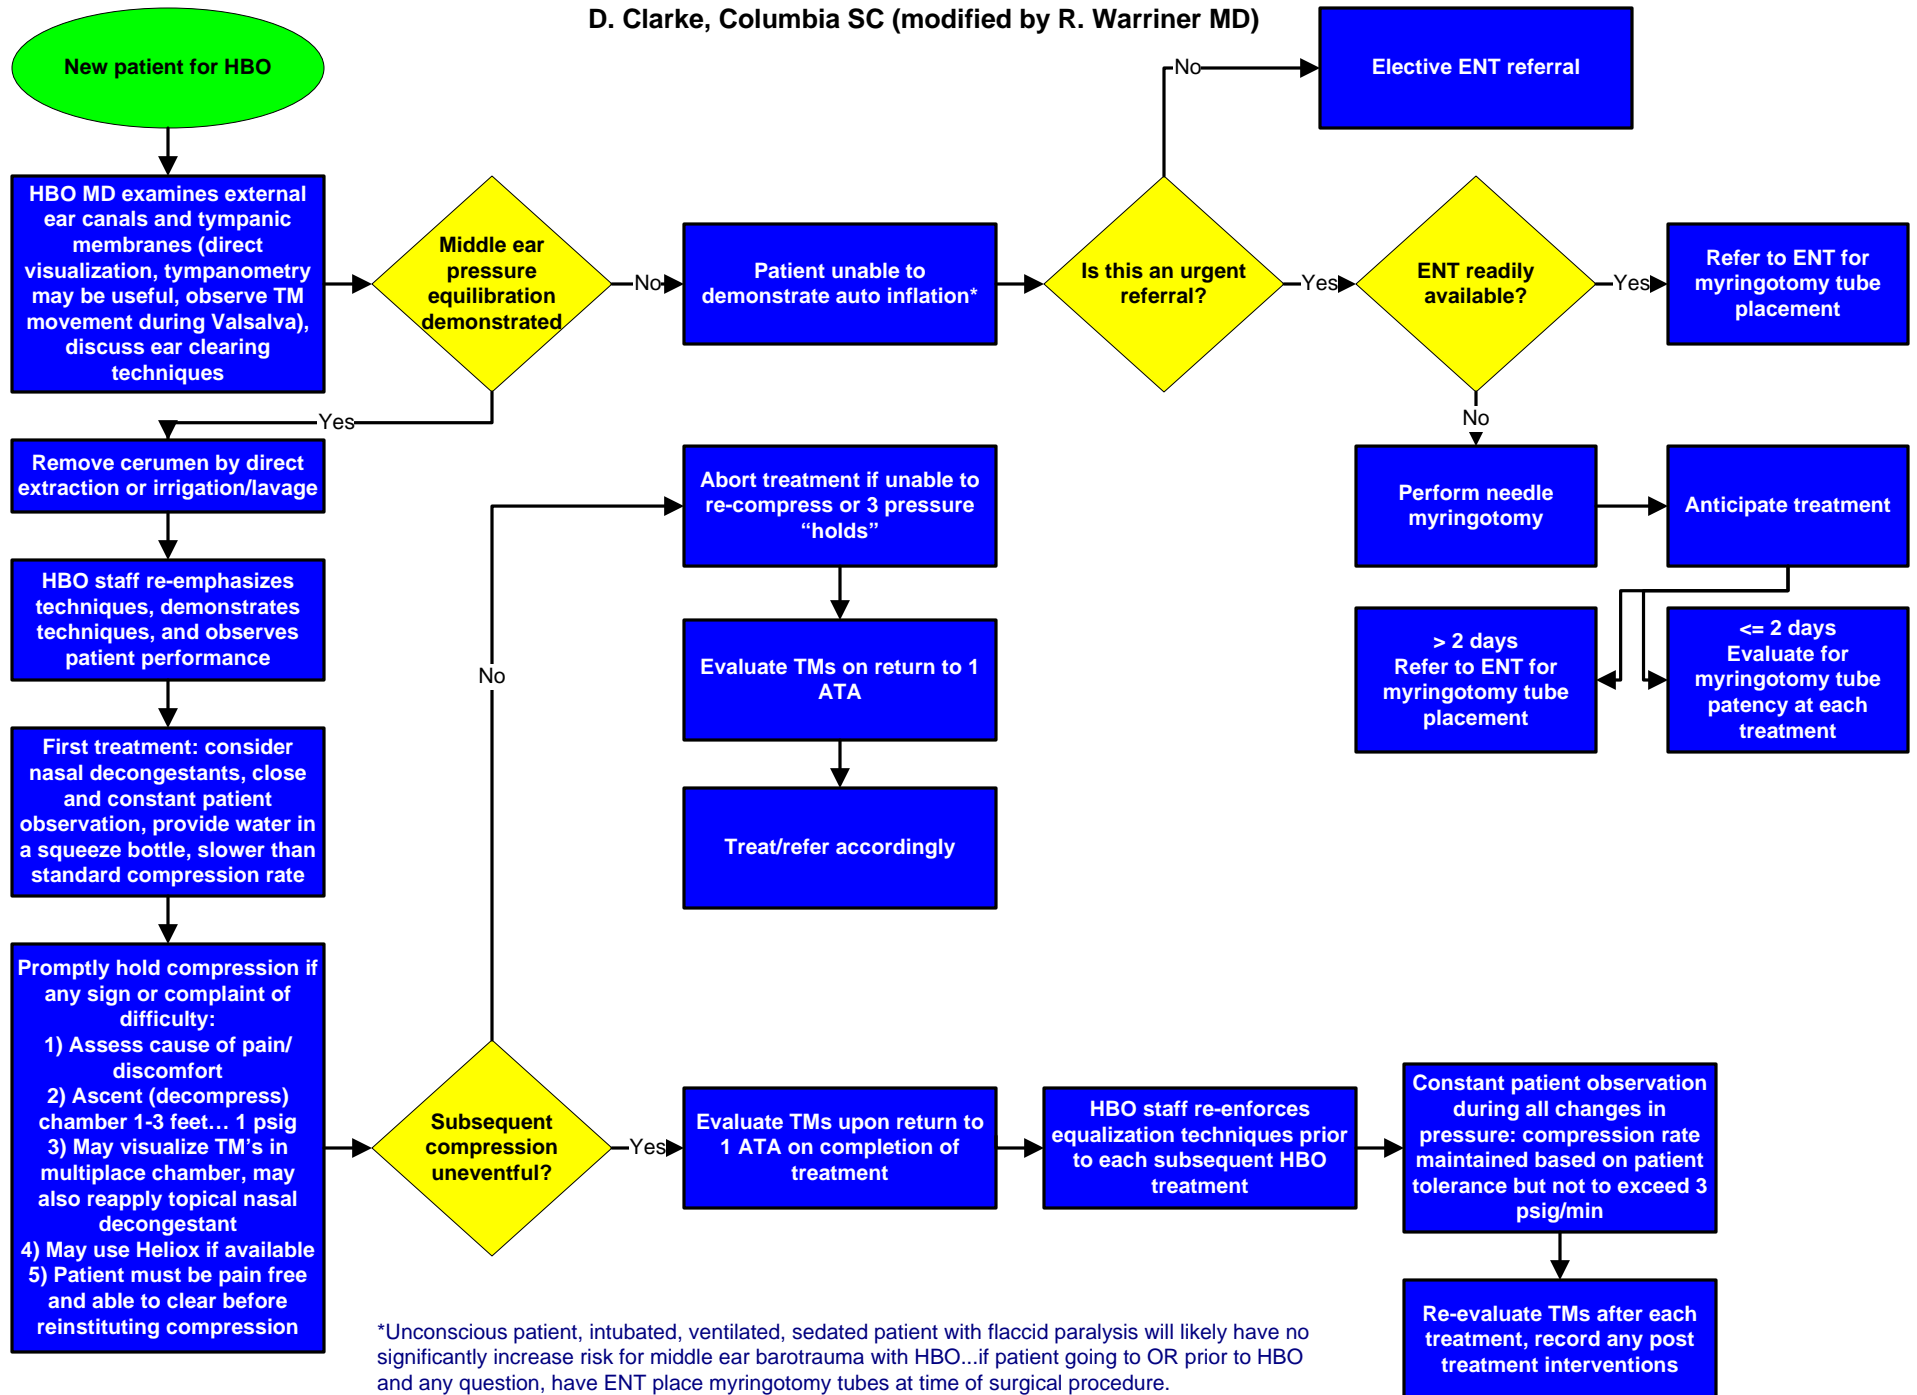 D. Clarke, Columbia SC (modified by R. Warriner MD)
New patient for HBO
HBO MD examines external
ear canals and tympanic
membranes (direct
visualization, tympanometry
may be useful, observe TM
movement during Valsalva),
discuss ear clearing
techniques
Middle ear
pressure
equilibration
demonstrated
No
Patient unable to
demonstrate auto inflation*
Is this an urgent
referral?
No
Elective ENT referral
Yes
ENT readily
available?
Yes
Refer to ENT for
myringotomy tube
placement
No
Perform needle
myringotomy
Anticipate treatment
> 2 days
Refer to ENT for
myringotomy tube
placement
<= 2 days
Evaluate for
myringotomy tube
patency at each
treatment
Yes
Remove cerumen by direct
extraction or irrigation/lavage
HBO staff re-emphasizes
techniques, demonstrates
techniques, and observes
patient performance
First treatment: consider
nasal decongestants, close
and constant patient
observation, provide water in
a squeeze bottle, slower than
standard compression rate
Promptly hold compression if
any sign or complaint of
difficulty:
1) Assess cause of pain/
discomfort
2) Ascent (decompress)
chamber 1-3 feet… 1 psig
3) May visualize TM's in
multiplace chamber, may
also reapply topical nasal
decongestant
4) May use Heliox if available
5) Patient must be pain free
and able to clear before
reinstituting compression
Subsequent
compression
uneventful?
No
Abort treatment if unable to
re-compress or 3 pressure
“holds”
Evaluate TMs on return to 1
ATA
Treat/refer accordingly
Yes
Evaluate TMs upon return to
1 ATA on completion of
treatment
HBO staff re-enforces
equalization techniques prior
to each subsequent HBO
treatment
Constant patient observation
during all changes in
pressure: compression rate
maintained based on patient
tolerance but not to exceed 3
psig/min
Re-evaluate TMs after each
treatment, record any post
treatment interventions
*Unconscious patient, intubated, ventilated, sedated patient with flaccid paralysis will likely have no
significantly increase risk for middle ear barotrauma with HBO...if patient going to OR prior to HBO
and any question, have ENT place myringotomy tubes at time of surgical procedure.